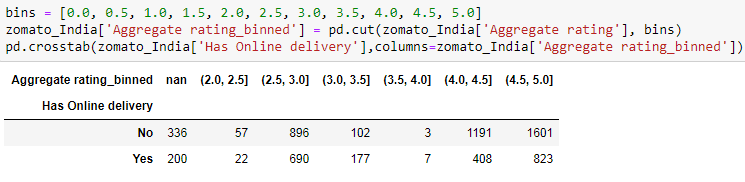 bins = [0.0, 0.5, 1.0, 1.5, 2.0, 2.5, 3.0, 3.5, 4.0, 4.5, 5.0]
zomato_India['Aggregate rating_binned'] = pd.cut(zomato_India['Aggregate rating'], bins)
pd.crosstab(zomato_India['Has Online delivery'],columns=zomato_India['Aggregate rating_binned'])
Aggregate rating_binned nan (2.0, 2.5] (2.5, 3.0] (3.0, 3.5] (3.5, 4.0] (4.0, 4.5] (4.5, 5.0]
Has Online delivery
No 336 57 896 102 3 1191 1601
Yes 200 22 690 177 7 408 823